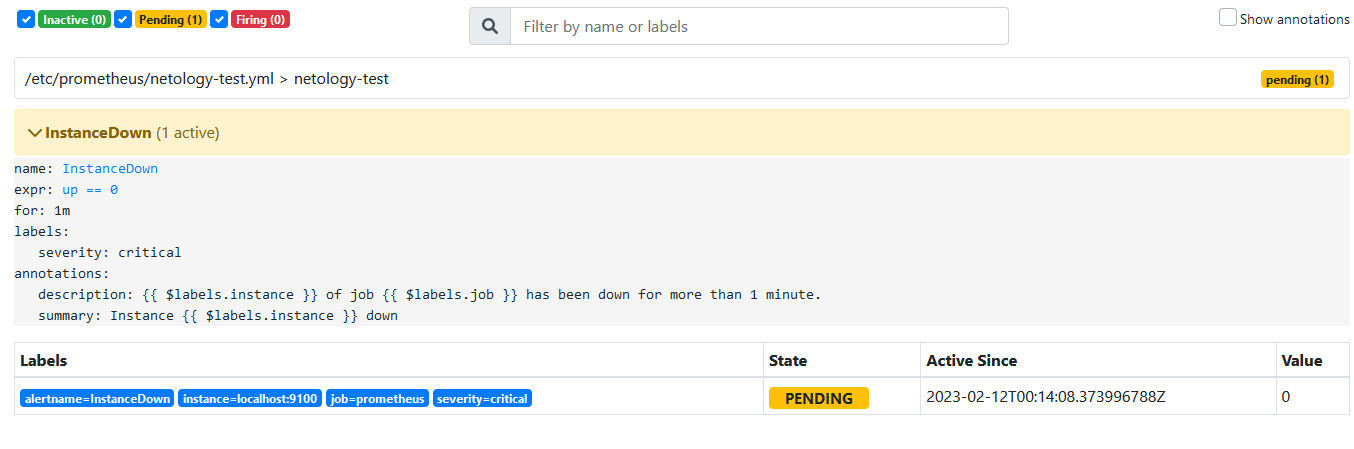 Inactive (0) Pending (1) Firing (0) Filter by name or labels Show annotations
/etc/prometheus/netology-test.yml > netology-test pending (1)
InstanceDown (1 active)
name: InstanceDown
expr: up == 0
for: 1m
labels:
   severity: critical
annotations:
   description: {{ $labels.instance }} of job {{ $labels.job }} has been down for more than 1 minute.
   summary: Instance {{ $labels.instance }} down
Labels State Active Since Value
alertname=InstanceDown instance=localhost:9100 job=prometheus severity=critical PENDING 2023-02-12T00:14:08.373996788Z 0